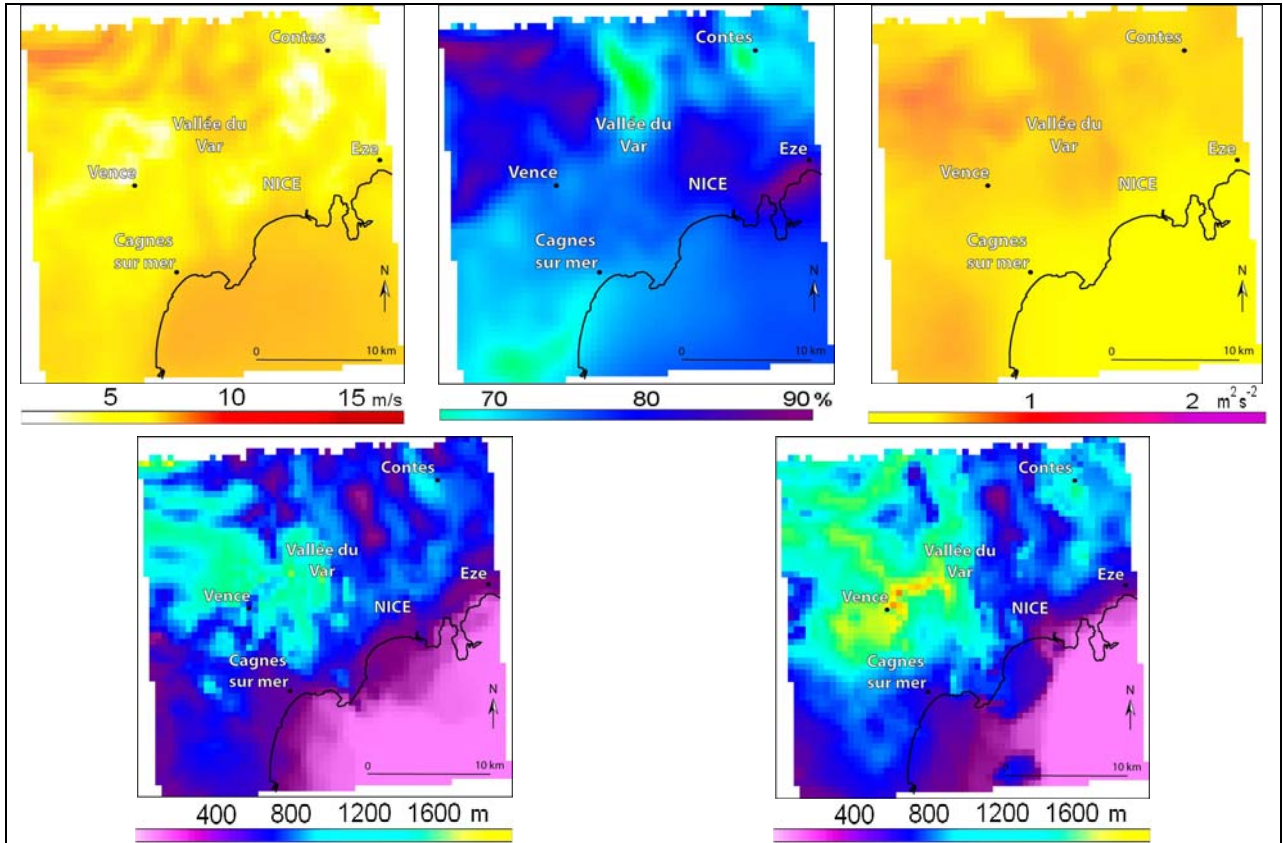 Contes
Vallée du
Var
Eze
Vence
NICE
Cagnes
sur mer
N
0 10 km
5 10 15 m/s
Contes
Vallée du
Var
Eze
Vence
NICE
Cagnes
sur mer
N
0 10 km
70 80 90 %
Contes
Vallée du
Var
Eze
Vence
NICE
Cagnes
sur mer
N
0 10 km
1 2 m² s⁻²
Contes
Vallée du
Var
Eze
Vence
NICE
Cagnes
sur mer
N
0 10 km
400 800 1200 1600 m
Contes
Vallée du
Var
Eze
Vence
NICE
Cagnes
sur mer
N
10 km
400 800 1200 1600 m